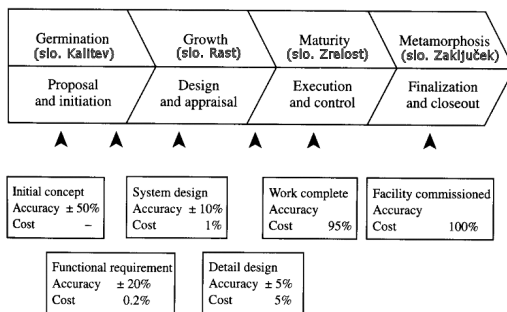 Germination
(slo. Kalitev)
Growth
(slo. Rast)
Maturity
(slo. Zrelost)
Metamorphosis
(slo. Zaključek)
Proposal
and initiation
Design
and appraisal
Execution
and control
Finalization
and closeout
Initial concept
Accuracy ± 50%
Cost –
System design
Accuracy ± 10%
Cost 1%
Work complete
Accuracy
Cost 95%
Facility commissioned
Accuracy
Cost 100%
Functional requirement
Accuracy ± 20%
Cost 0.2%
Detail design
Accuracy ± 5%
Cost 5%